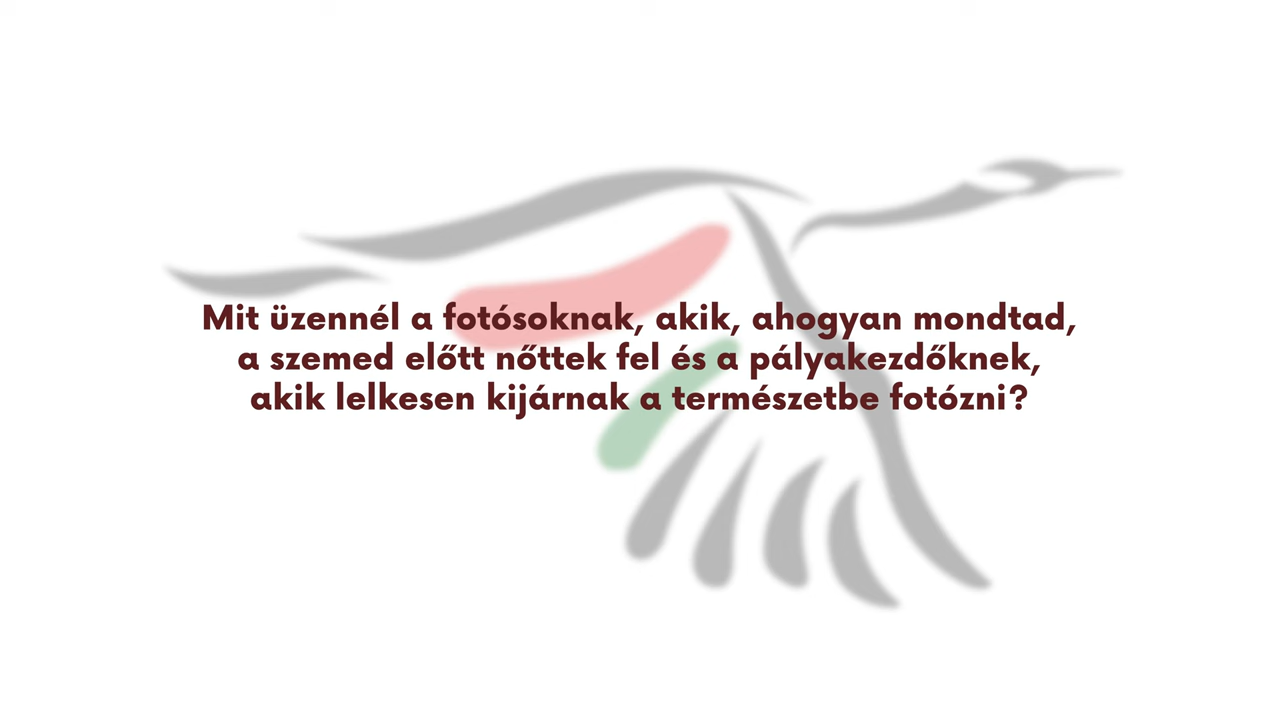 Mit üzennél a fotósoknak, akik, ahogyan mondtad,
a szemed előtt nőttek fel és a pályakezdőknek,
akik lelkesen kijárnak a természetbe fotózni?